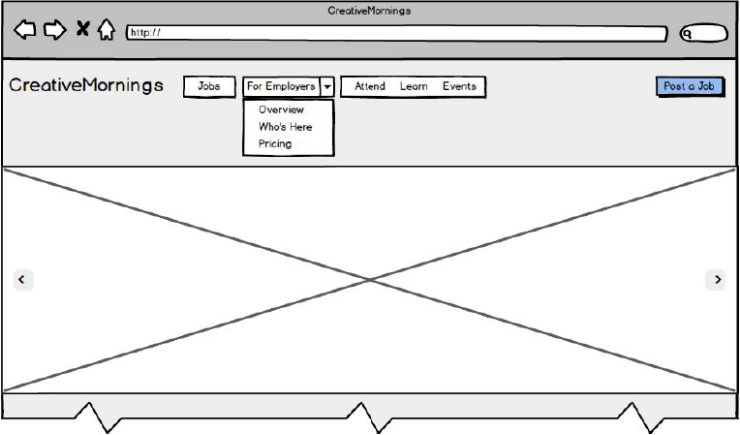 CreativeMornings
http://
CreativeMornings
Jobs
For Employers
Attend Learn Events
Post a Job
Overview
Who's Here
Pricing